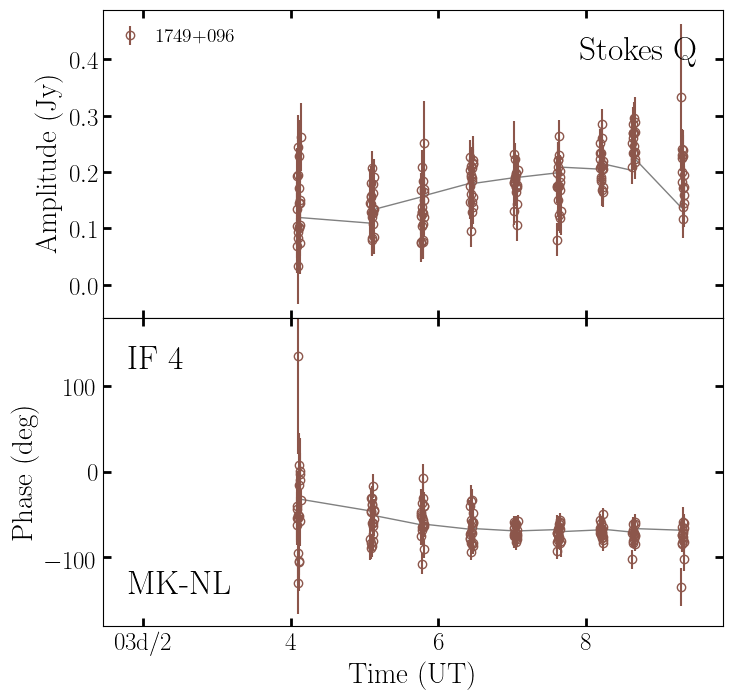 1749+096
Stokes Q
0.4
0.3
0.2
0.1
0.0
Amplitude (Jy)
IF 4
100
0
−100
Phase (deg)
MK-NL
03d/2 4 6 8
Time (UT)